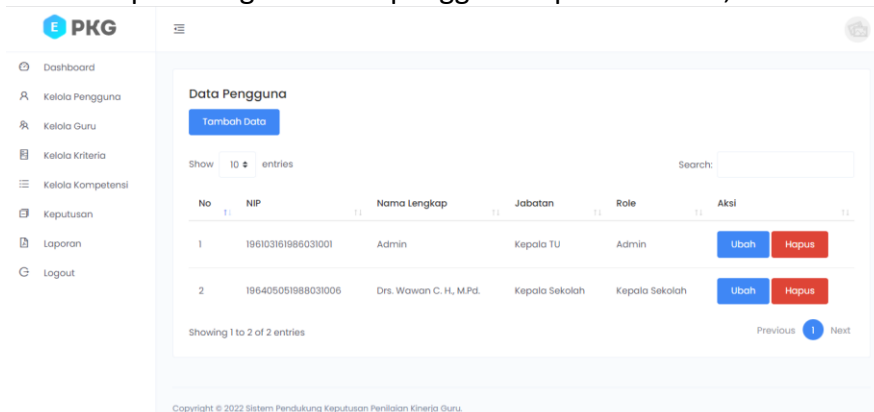 E PKG
Dashboard
Kelola Pengguna
Kelola Guru
Kelola Kriteria
Kelola Kompetensi
Keputusan
Laporan
Logout
Data Pengguna
Tambah Data
Show 10 entries Search:
No NIP Nama Lengkap Jabatan Role Aksi
1 196103161986031001 Admin Kepala TU Admin Ubah Hapus
2 196405051988031006 Drs. Wawan C. H., M.Pd. Kepala Sekolah Kepala Sekolah Ubah Hapus
Showing 1 to 2 of 2 entries Previous 1 Next
Copyright © 2022 Sistem Pendukung Keputusan Penilaian Kinerja Guru.